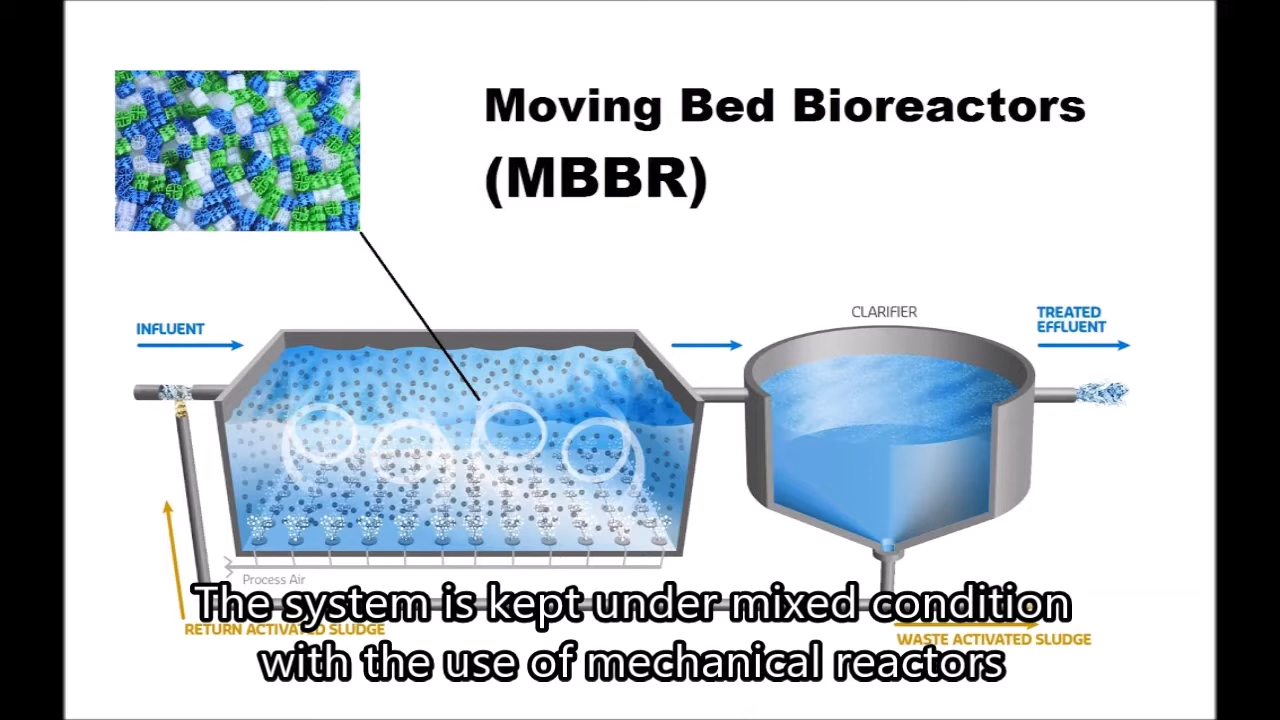 Moving Bed Bioreactors
(MBBR)
CLARIFIER
INFLUENT
TREATED
EFFLUENT
Process Air
RETURN ACTIVATED SLUDGE
WASTE ACTIVATED SLUDGE
The system is kept under mixed condition
with the use of mechanical reactors